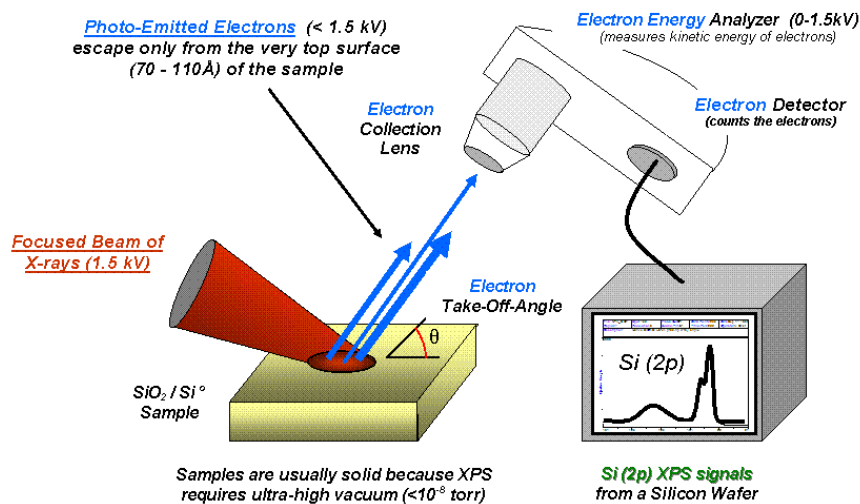 Photo-Emitted Electrons (< 1.5 kV)
escape only from the very top surface
(70 - 110Å) of the sample
Electron Energy Analyzer (0-1.5kV)
(measures kinetic energy of electrons)
Electron
Collection
Lens
Electron Detector
(counts the electrons)
Focused Beam of
X-rays (1.5 kV)
Electron
Take-Off-Angle
θ
Si (2p)
SiO₂ / Si°
Sample
Samples are usually solid because XPS
requires ultra-high vacuum (<10⁻⁸ torr)
Si (2p) XPS signals
from a Silicon Wafer